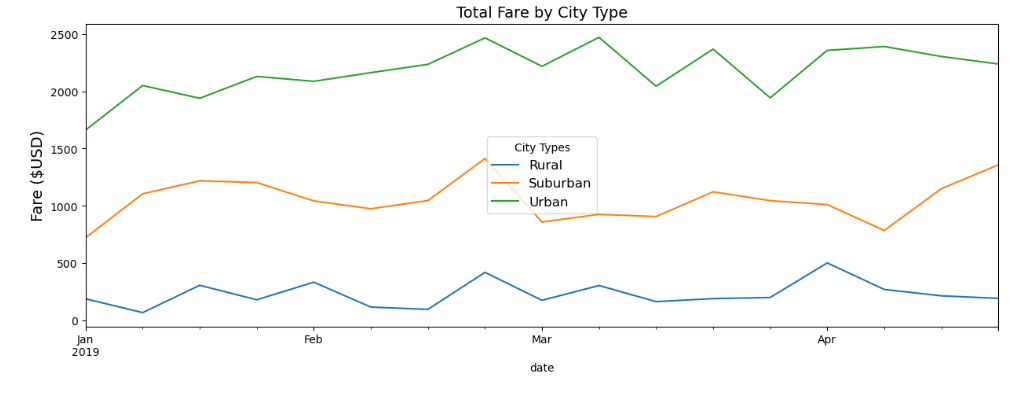 Total Fare by City Type
Fare ($USD)
2500
2000
1500
1000
500
0
City Types
Rural
Suburban
Urban
Jan
2019
Feb
Mar
Apr
date